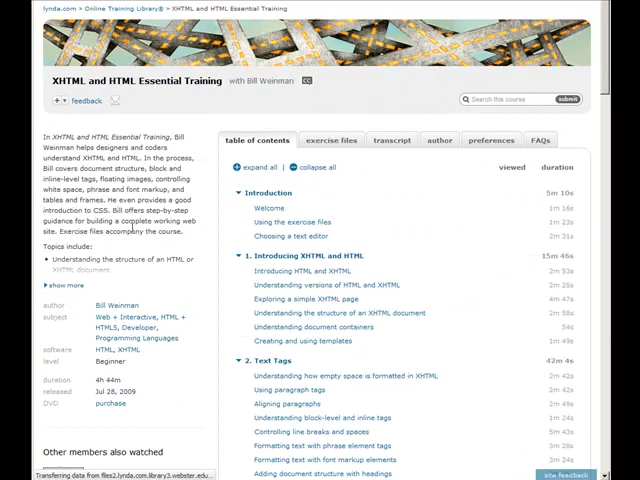 lynda.com > Online Training Library® > XHTML and HTML Essential Training
XHTML and HTML Essential Training with Bill Weinman cc
feedback
Search this course submit
In XHTML and HTML Essential Training, Bill
Weinman helps designers and coders
understand XHTML and HTML. In the process,
Bill covers document structure, block and
inline-level tags, floating images, controlling
white space, phrase and font markup, and
tables and frames. He even provides a good
introduction to CSS. Bill offers step-by-step
guidance for building a complete working web
site. Exercise files accompany the course.
Topics include:
• Understanding the structure of an HTML or
XHTML document
show more
author Bill Weinman
subject Web + Interactive, HTML +
HTML5, Developer,
Programming Languages
software HTML, XHTML
level Beginner
duration 4h 44m
released Jul 28, 2009
DVD purchase
Other members also watched
table of contents exercise files transcript author preferences FAQs
expand all | collapse all viewed duration
Introduction 5m 10s
Welcome 1m 16s
Using the exercise files 1m 23s
Choosing a text editor 2m 31s
1. Introducing XHTML and HTML 15m 46s
Introducing HTML and XHTML 2m 53s
Understanding versions of HTML and XHTML 2m 25s
Exploring a simple XHTML page 4m 47s
Understanding the structure of an XHTML document 2m 58s
Understanding document containers 54s
Creating and using templates 1m 49s
2. Text Tags 42m 4s
Understanding how empty space is formatted in XHTML 2m 42s
Using paragraph tags 2m 42s
Aligning paragraphs 2m 49s
Understanding block-level and inline tags 1m 24s
Controlling line breaks and spaces 5m 43s
Formatting text with phrase element tags 3m 28s
Formatting text with font markup elements 2m 24s
Adding document structure with headings
Transferring data from files2.lynda.com.library3.webster.edu...
site feedback